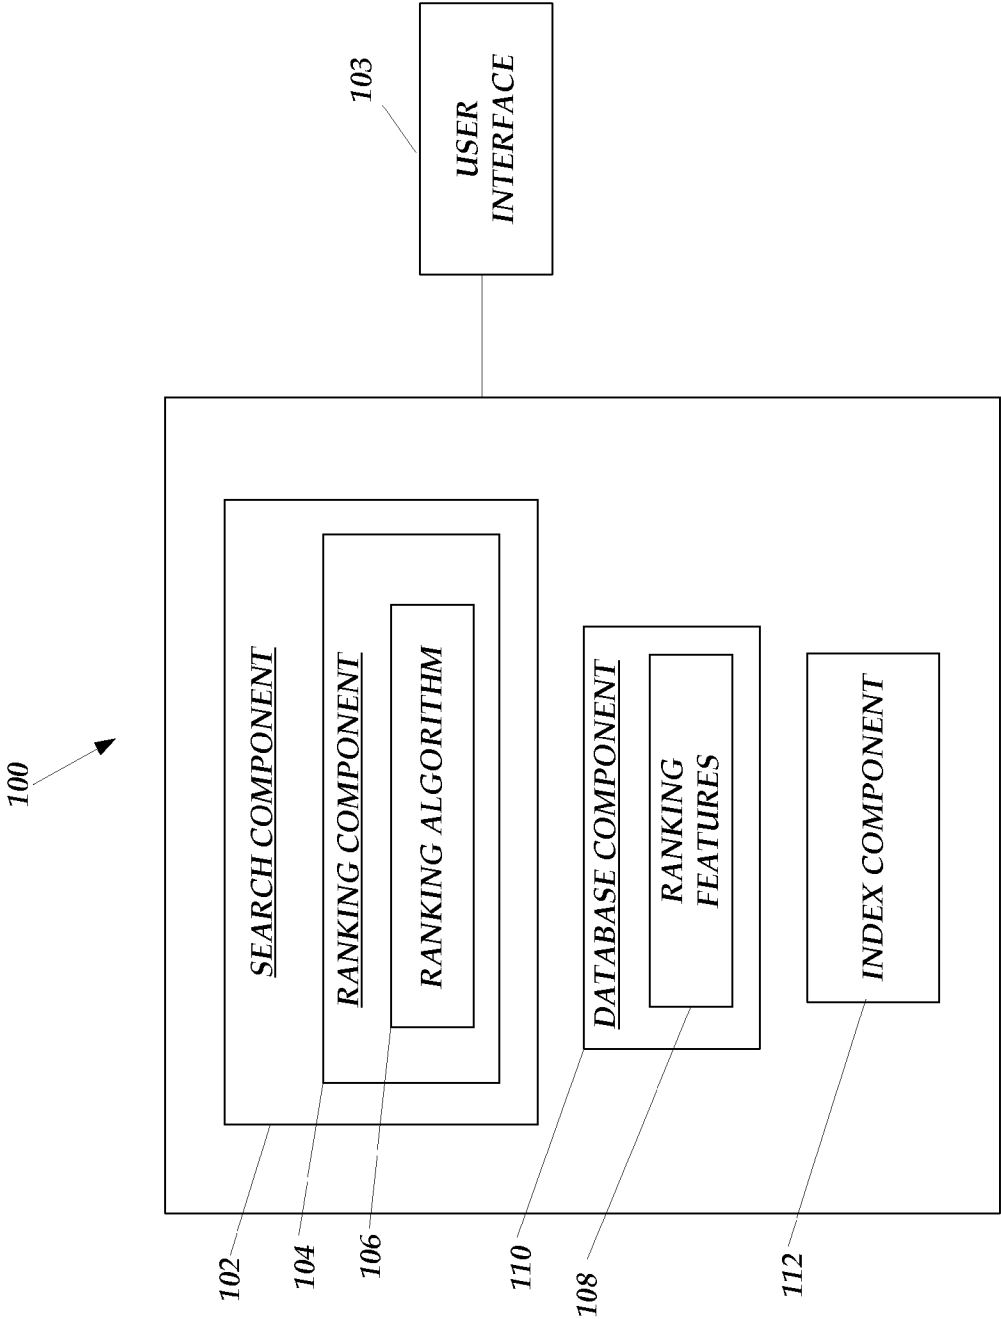 100
SEARCH COMPONENT
RANKING COMPONENT
RANKING ALGORITHM
DATABASE COMPONENT
RANKING
FEATURES
INDEX COMPONENT
USER
INTERFACE
103
102
104
106
110
108
112